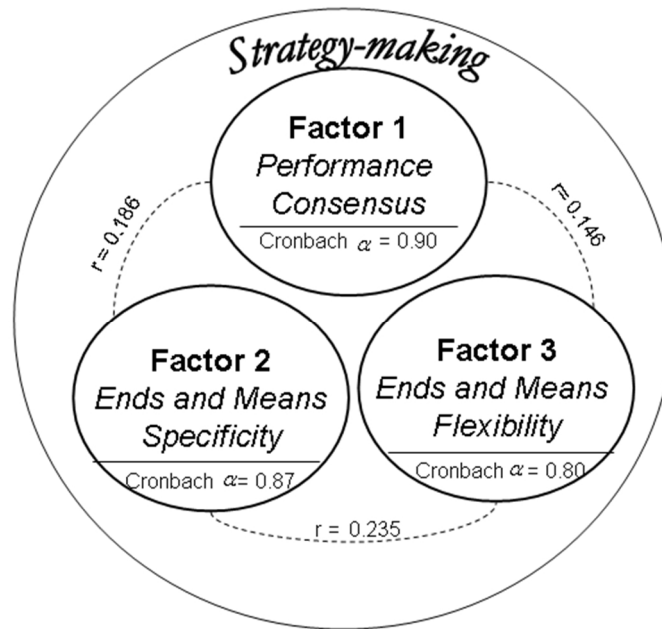 Strategy-making
Factor 1
Performance
Consensus
Cronbach α = 0.90
r = 0.186
r=0.146
Factor 2
Ends and Means
Specificity
Cronbach α= 0.87
Factor 3
Ends and Means
Flexibility
Cronbach α = 0.80
r = 0.235